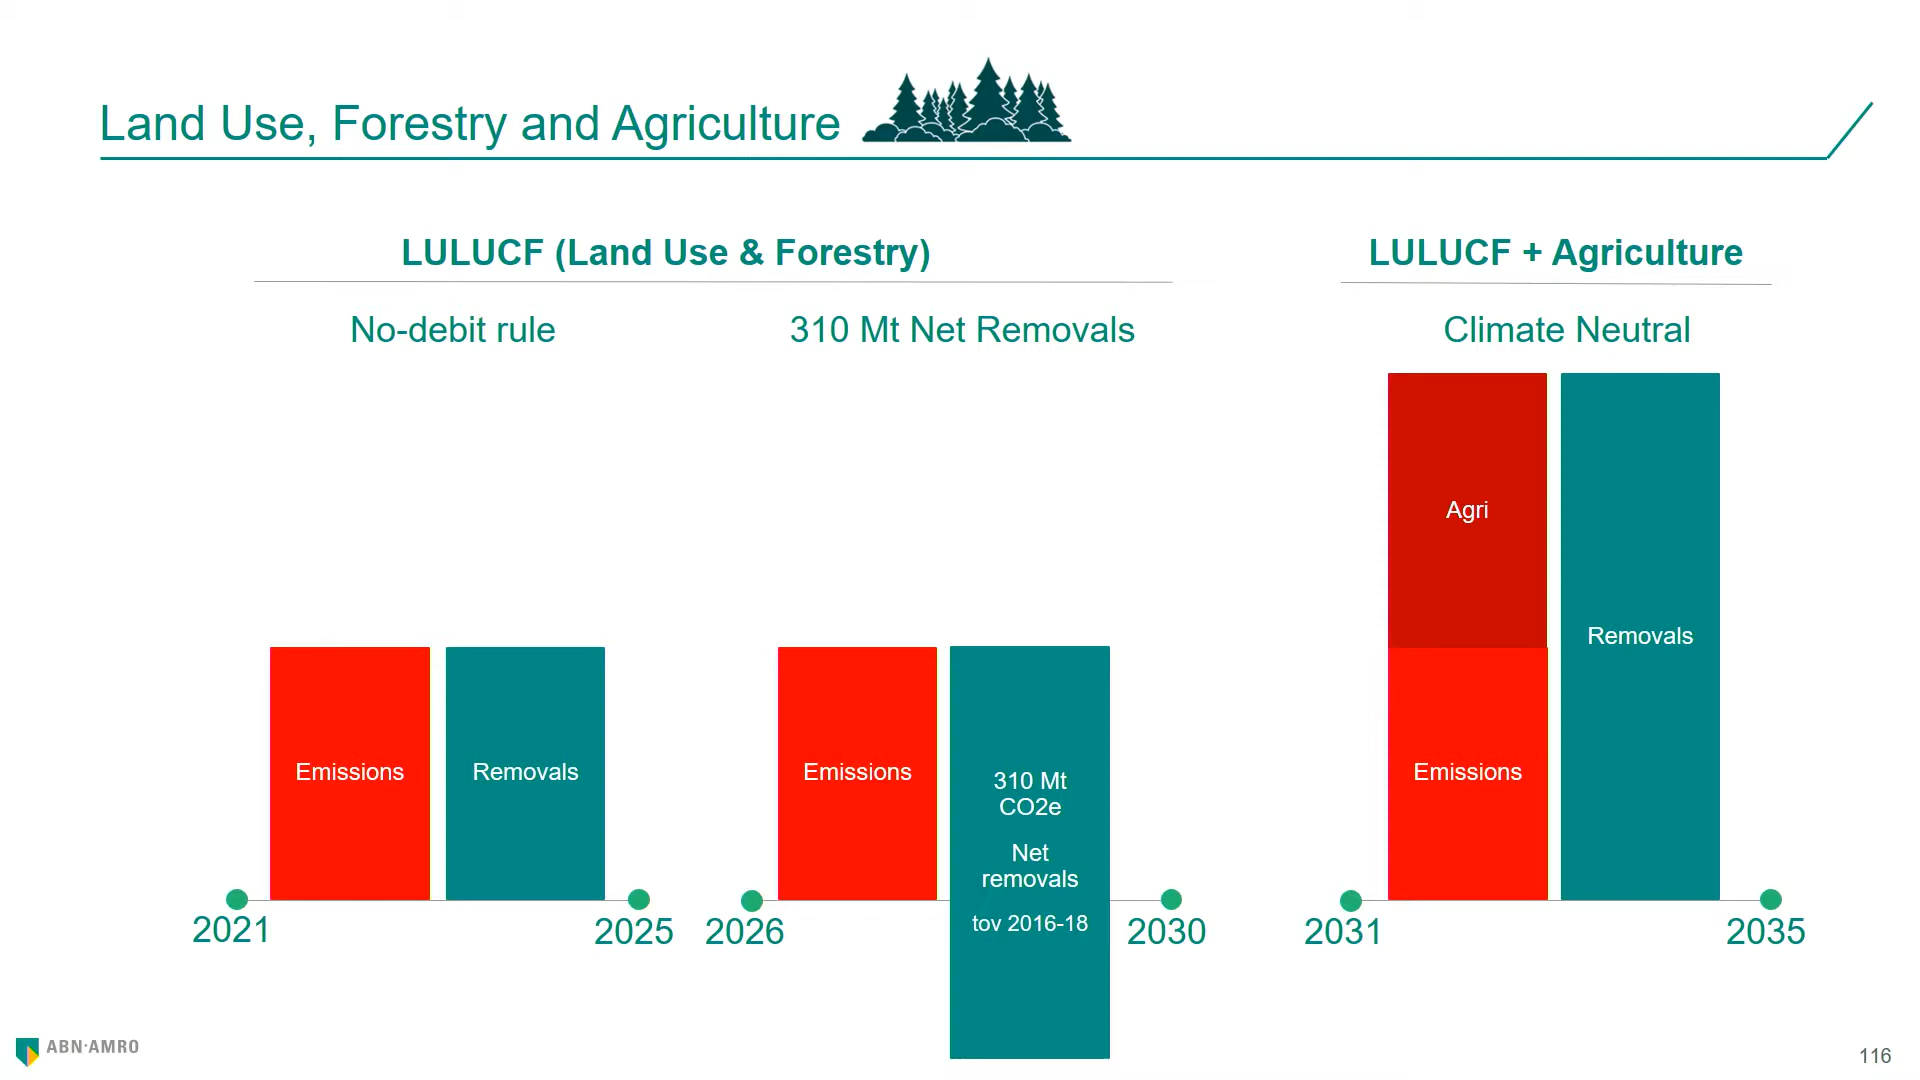 Land Use, Forestry and Agriculture
LULUCF (Land Use & Forestry)
No-debit rule
310 Mt Net Removals
Emissions
Removals
Emissions
310 Mt
CO2e
Net
removals
tov 2016-18
2021
2025
2026
2030
LULUCF + Agriculture
Climate Neutral
Agri
Emissions
Removals
2031
2035
ABN·AMRO
116